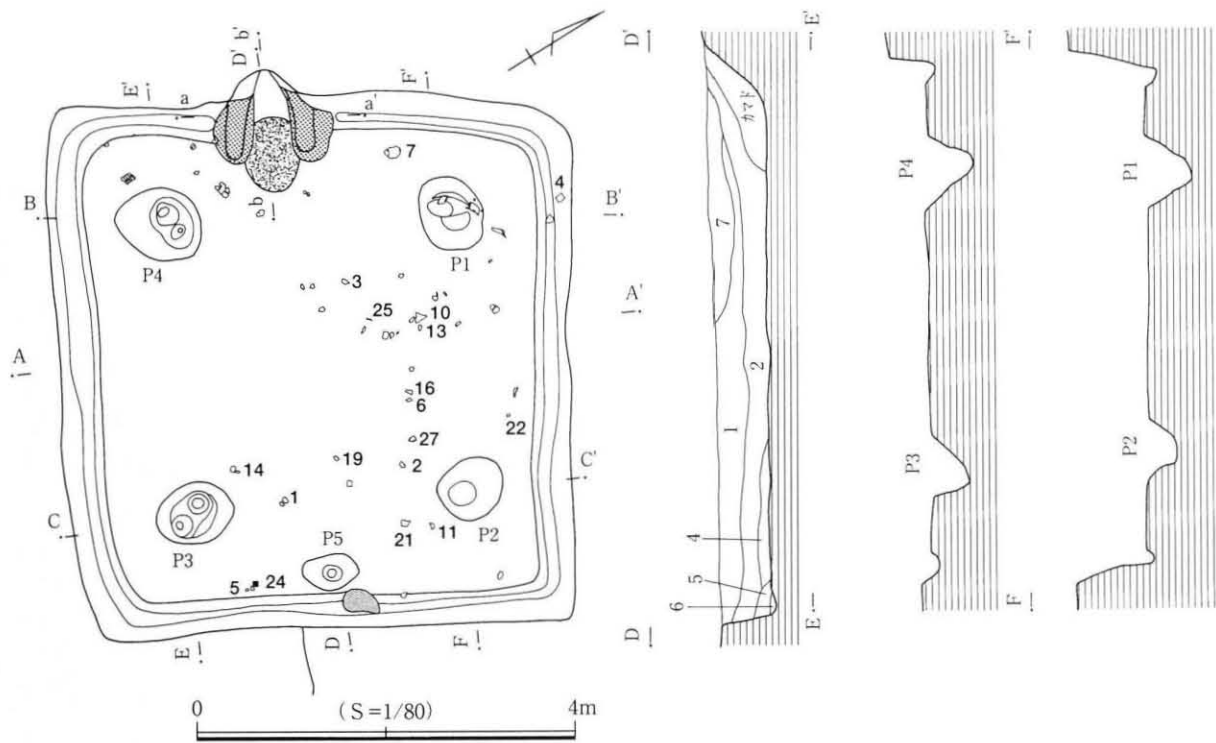 D' b'
E' a a' F'
7
4
B B'
b
P4 P1
3
25 10
13
A A'
16
6
22
27
19 2
14
1
C C'
P3 P5 P2
21 11
5 24
E D F
0 (S=1/80) 4m
D' E'
カマド
7
1
2
4
5
6
D E
P4
P3
F'
P1
P2
F